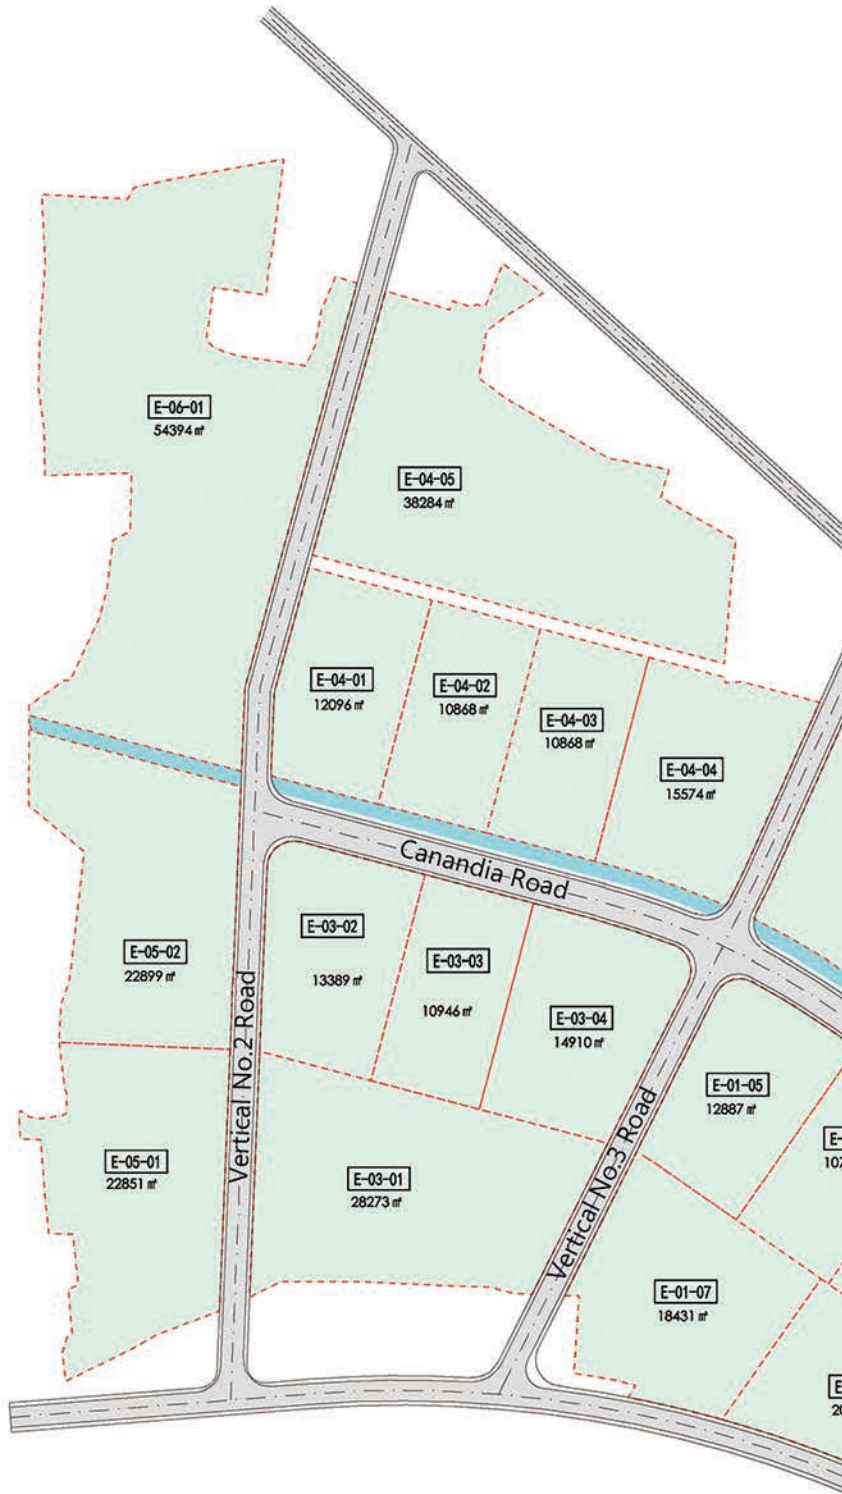 E-06-01
54394㎡
E-04-05
38284㎡
E-04-01
12096㎡
E-04-02
10868㎡
E-04-03
10868㎡
E-04-04
15574㎡
Canandia Road
E-03-02
13389㎡
E-03-03
10946㎡
E-03-04
14910㎡
E-05-02
22899㎡
Vertical No.2 Road
Vertical No.3 Road
E-01-05
12887㎡
E-
107
E-05-01
22851㎡
E-03-01
28273㎡
E-01-07
18431㎡
E
20